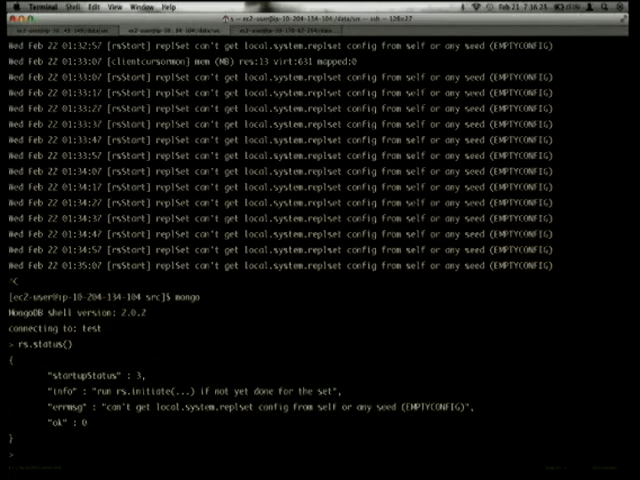 Terminal Shell Edit View Window Help
Wed Feb 22 01:32:57 [rsStart] replSet can't get local.system.replset config from self or any seed (EMPTYCONFIG)
Wed Feb 22 01:33:07 [clientcursormon] mem (MB) res:13 virt:631 mapped:0
Wed Feb 22 01:33:07 [rsStart] replSet can't get local.system.replset config from self or any seed (EMPTYCONFIG)
Wed Feb 22 01:33:17 [rsStart] replSet can't get local.system.replset config from self or any seed (EMPTYCONFIG)
Wed Feb 22 01:33:27 [rsStart] replSet can't get local.system.replset config from self or any seed (EMPTYCONFIG)
Wed Feb 22 01:33:37 [rsStart] replSet can't get local.system.replset config from self or any seed (EMPTYCONFIG)
Wed Feb 22 01:33:47 [rsStart] replSet can't get local.system.replset config from self or any seed (EMPTYCONFIG)
Wed Feb 22 01:33:57 [rsStart] replSet can't get local.system.replset config from self or any seed (EMPTYCONFIG)
Wed Feb 22 01:34:07 [rsStart] replSet can't get local.system.replset config from self or any seed (EMPTYCONFIG)
Wed Feb 22 01:34:17 [rsStart] replSet can't get local.system.replset config from self or any seed (EMPTYCONFIG)
Wed Feb 22 01:34:27 [rsStart] replSet can't get local.system.replset config from self or any seed (EMPTYCONFIG)
Wed Feb 22 01:34:37 [rsStart] replSet can't get local.system.replset config from self or any seed (EMPTYCONFIG)
Wed Feb 22 01:34:47 [rsStart] replSet can't get local.system.replset config from self or any seed (EMPTYCONFIG)
Wed Feb 22 01:34:57 [rsStart] replSet can't get local.system.replset config from self or any seed (EMPTYCONFIG)
Wed Feb 22 01:35:07 [rsStart] replSet can't get local.system.replset config from self or any seed (EMPTYCONFIG)
^C
[ec2-user@ip-10-204-134-104 src]$ mongo
MongoDB shell version: 2.0.2
connecting to: test
> rs.status()
{
"startupStatus" : 3,
"info" : "run rs.initiate(...) if not yet done for the set",
"errmsg" : "can't get local.system.replset config from self or any seed (EMPTYCONFIG)",
"ok" : 0
}
>